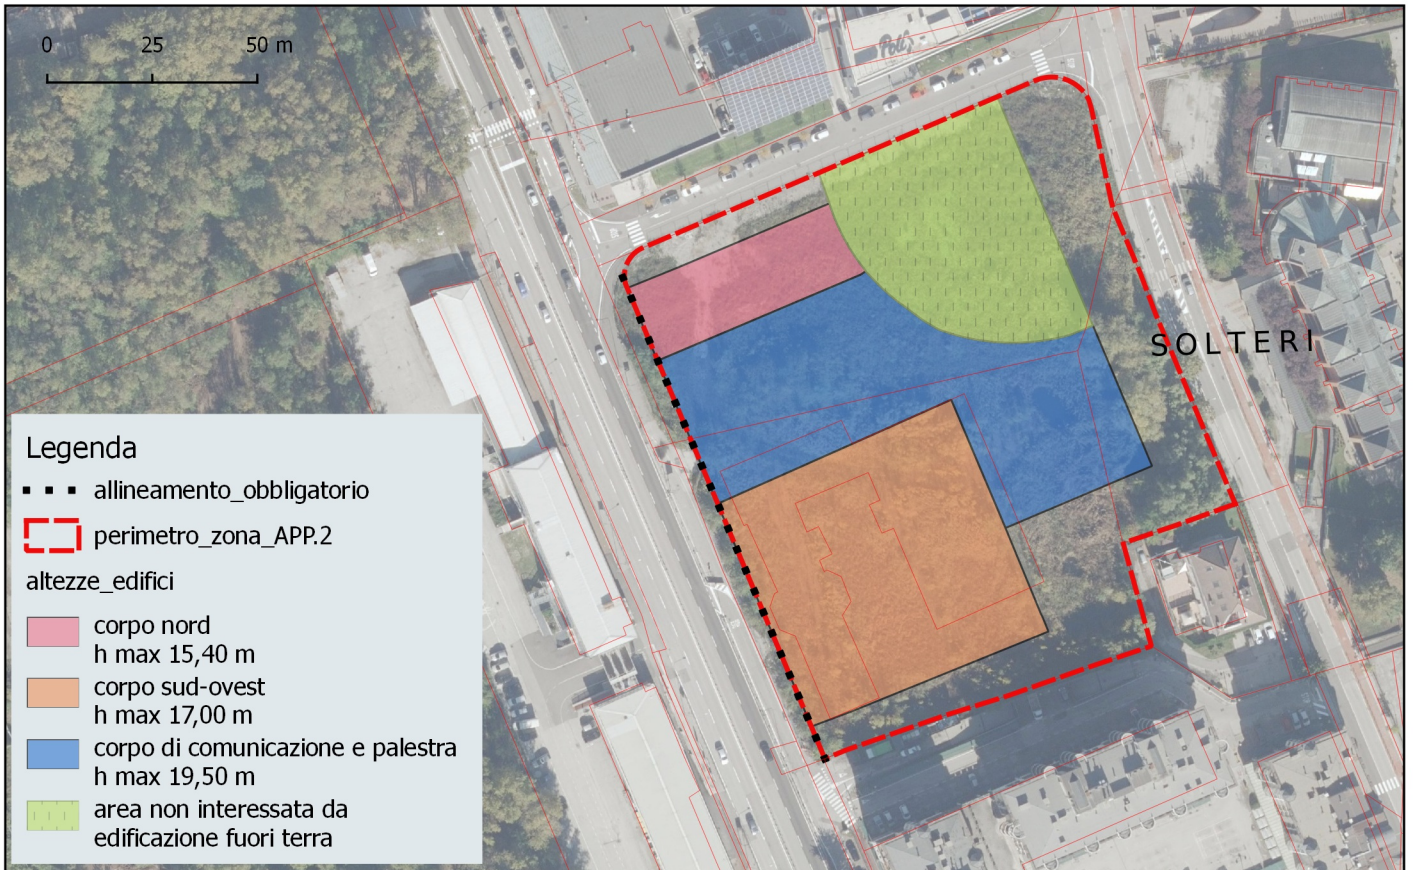 0 25 50 m
Poli
SOLTERI
Legenda
allineamento_obbligatorio
perimetro_zona_APP.2
altezze_edifici
corpo nord
h max 15,40 m
corpo sud-ovest
h max 17,00 m
corpo di comunicazione e palestra
h max 19,50 m
area non interessata da
edificazione fuori terra